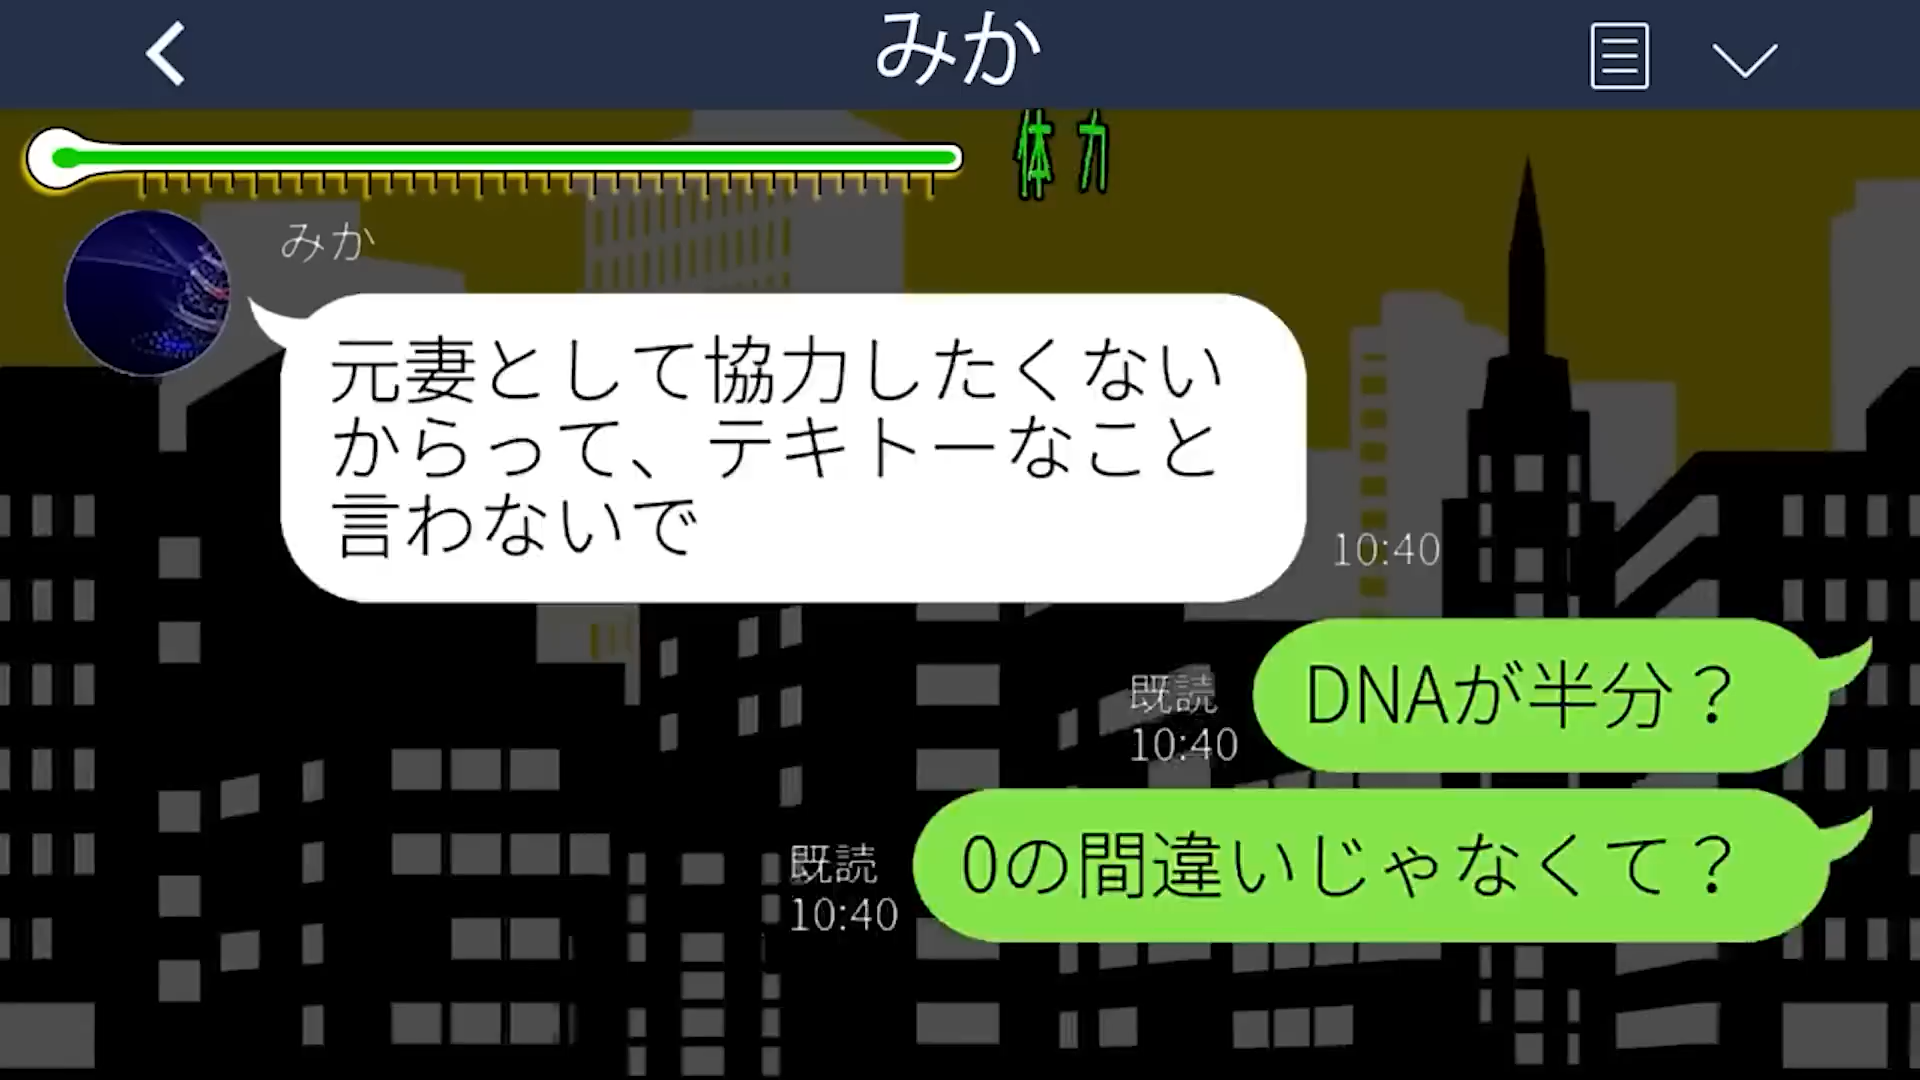 みか
体力
みか
元妻として協力したくない
からって、テキトーなこと
言わないで
10:40
DNAが半分？
既読
10:40
0の間違いじゃなくて？
既読
10:40